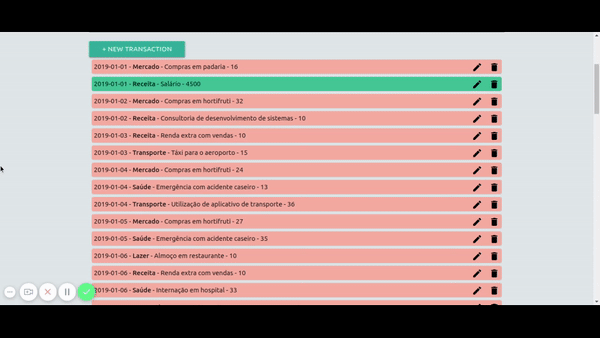 + NEW TRANSACTION
2019-01-01 - Mercado - Compras em padaria - 16
2019-01-01 - Receita - Salário - 4500
2019-01-02 - Mercado - Compras em hortifruti - 32
2019-01-02 - Receita - Consultoria de desenvolvimento de sistemas - 10
2019-01-03 - Receita - Renda extra com vendas - 10
2019-01-03 - Transporte - Táxi para o aeroporto - 15
2019-01-04 - Mercado - Compras em hortifruti - 24
2019-01-04 - Saúde - Emergência com acidente caseiro - 13
2019-01-04 - Transporte - Utilização de aplicativo de transporte - 36
2019-01-05 - Mercado - Compras em hortifruti - 27
2019-01-05 - Saúde - Emergência com acidente caseiro - 35
2019-01-06 - Lazer - Almoço em restaurante - 10
2019-01-06 - Receita - Renda extra com vendas - 10
2019-01-06 - Saúde - Internação em hospital - 33